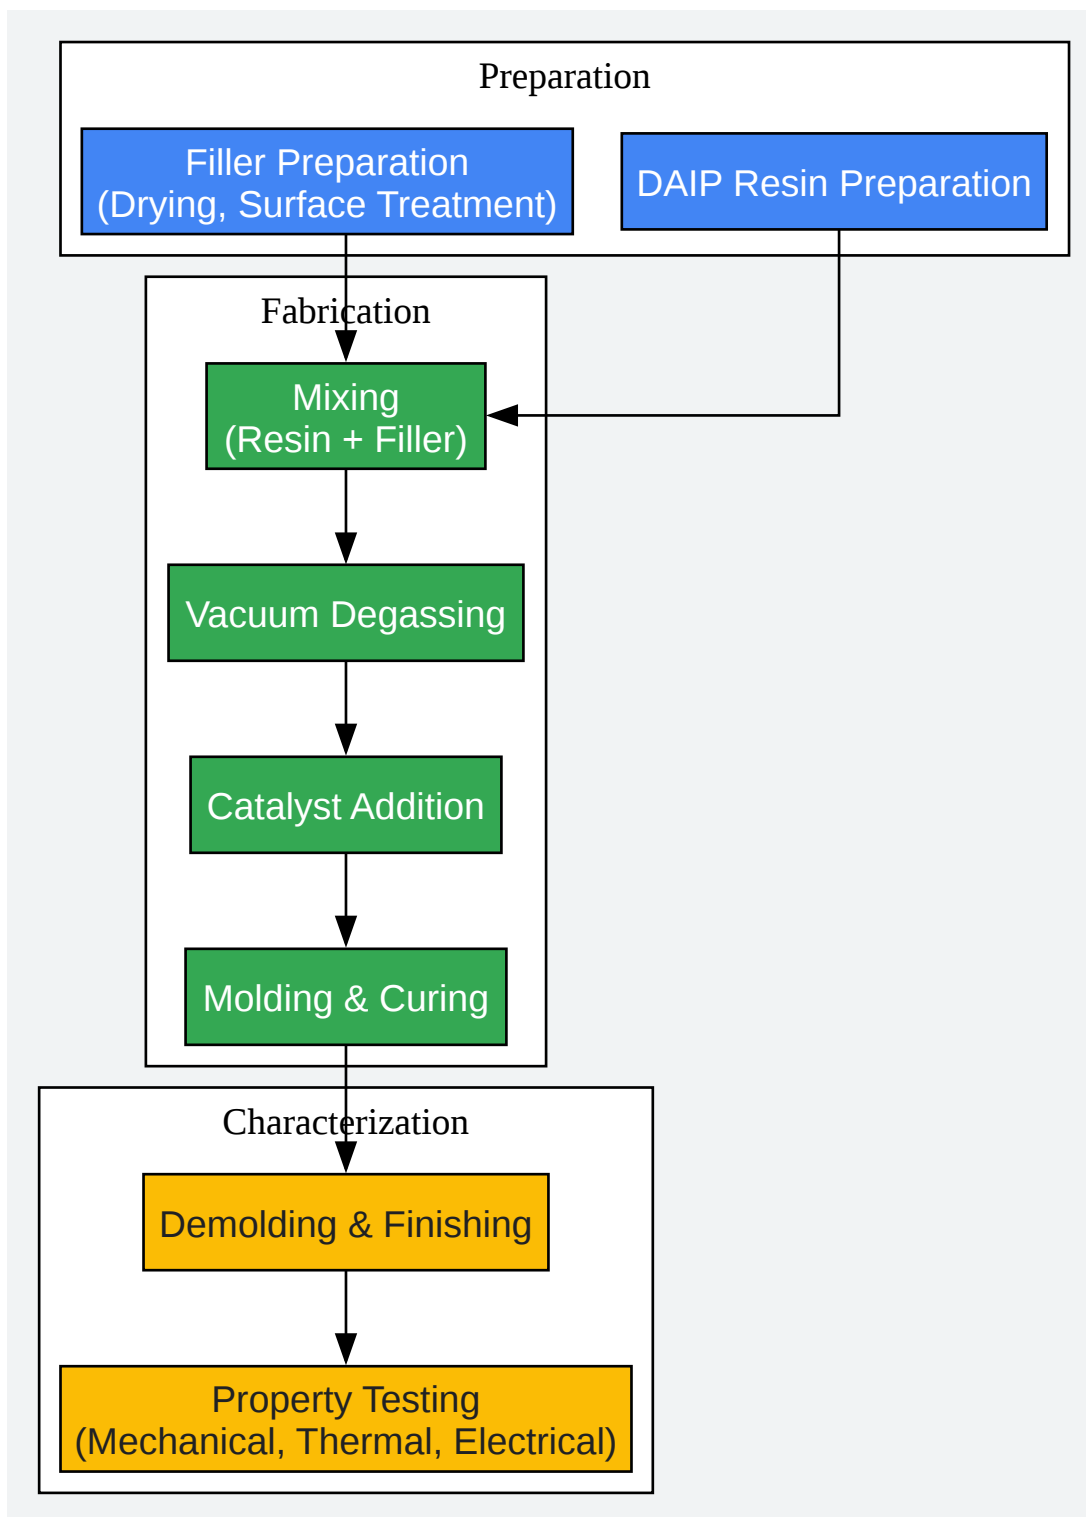 Preparation
Filler Preparation
(Drying, Surface Treatment)
DAIP Resin Preparation
Fabrication
Mixing
(Resin + Filler)
Vacuum Degassing
Catalyst Addition
Molding & Curing
Characterization
Demolding & Finishing
Property Testing
(Mechanical, Thermal, Electrical)